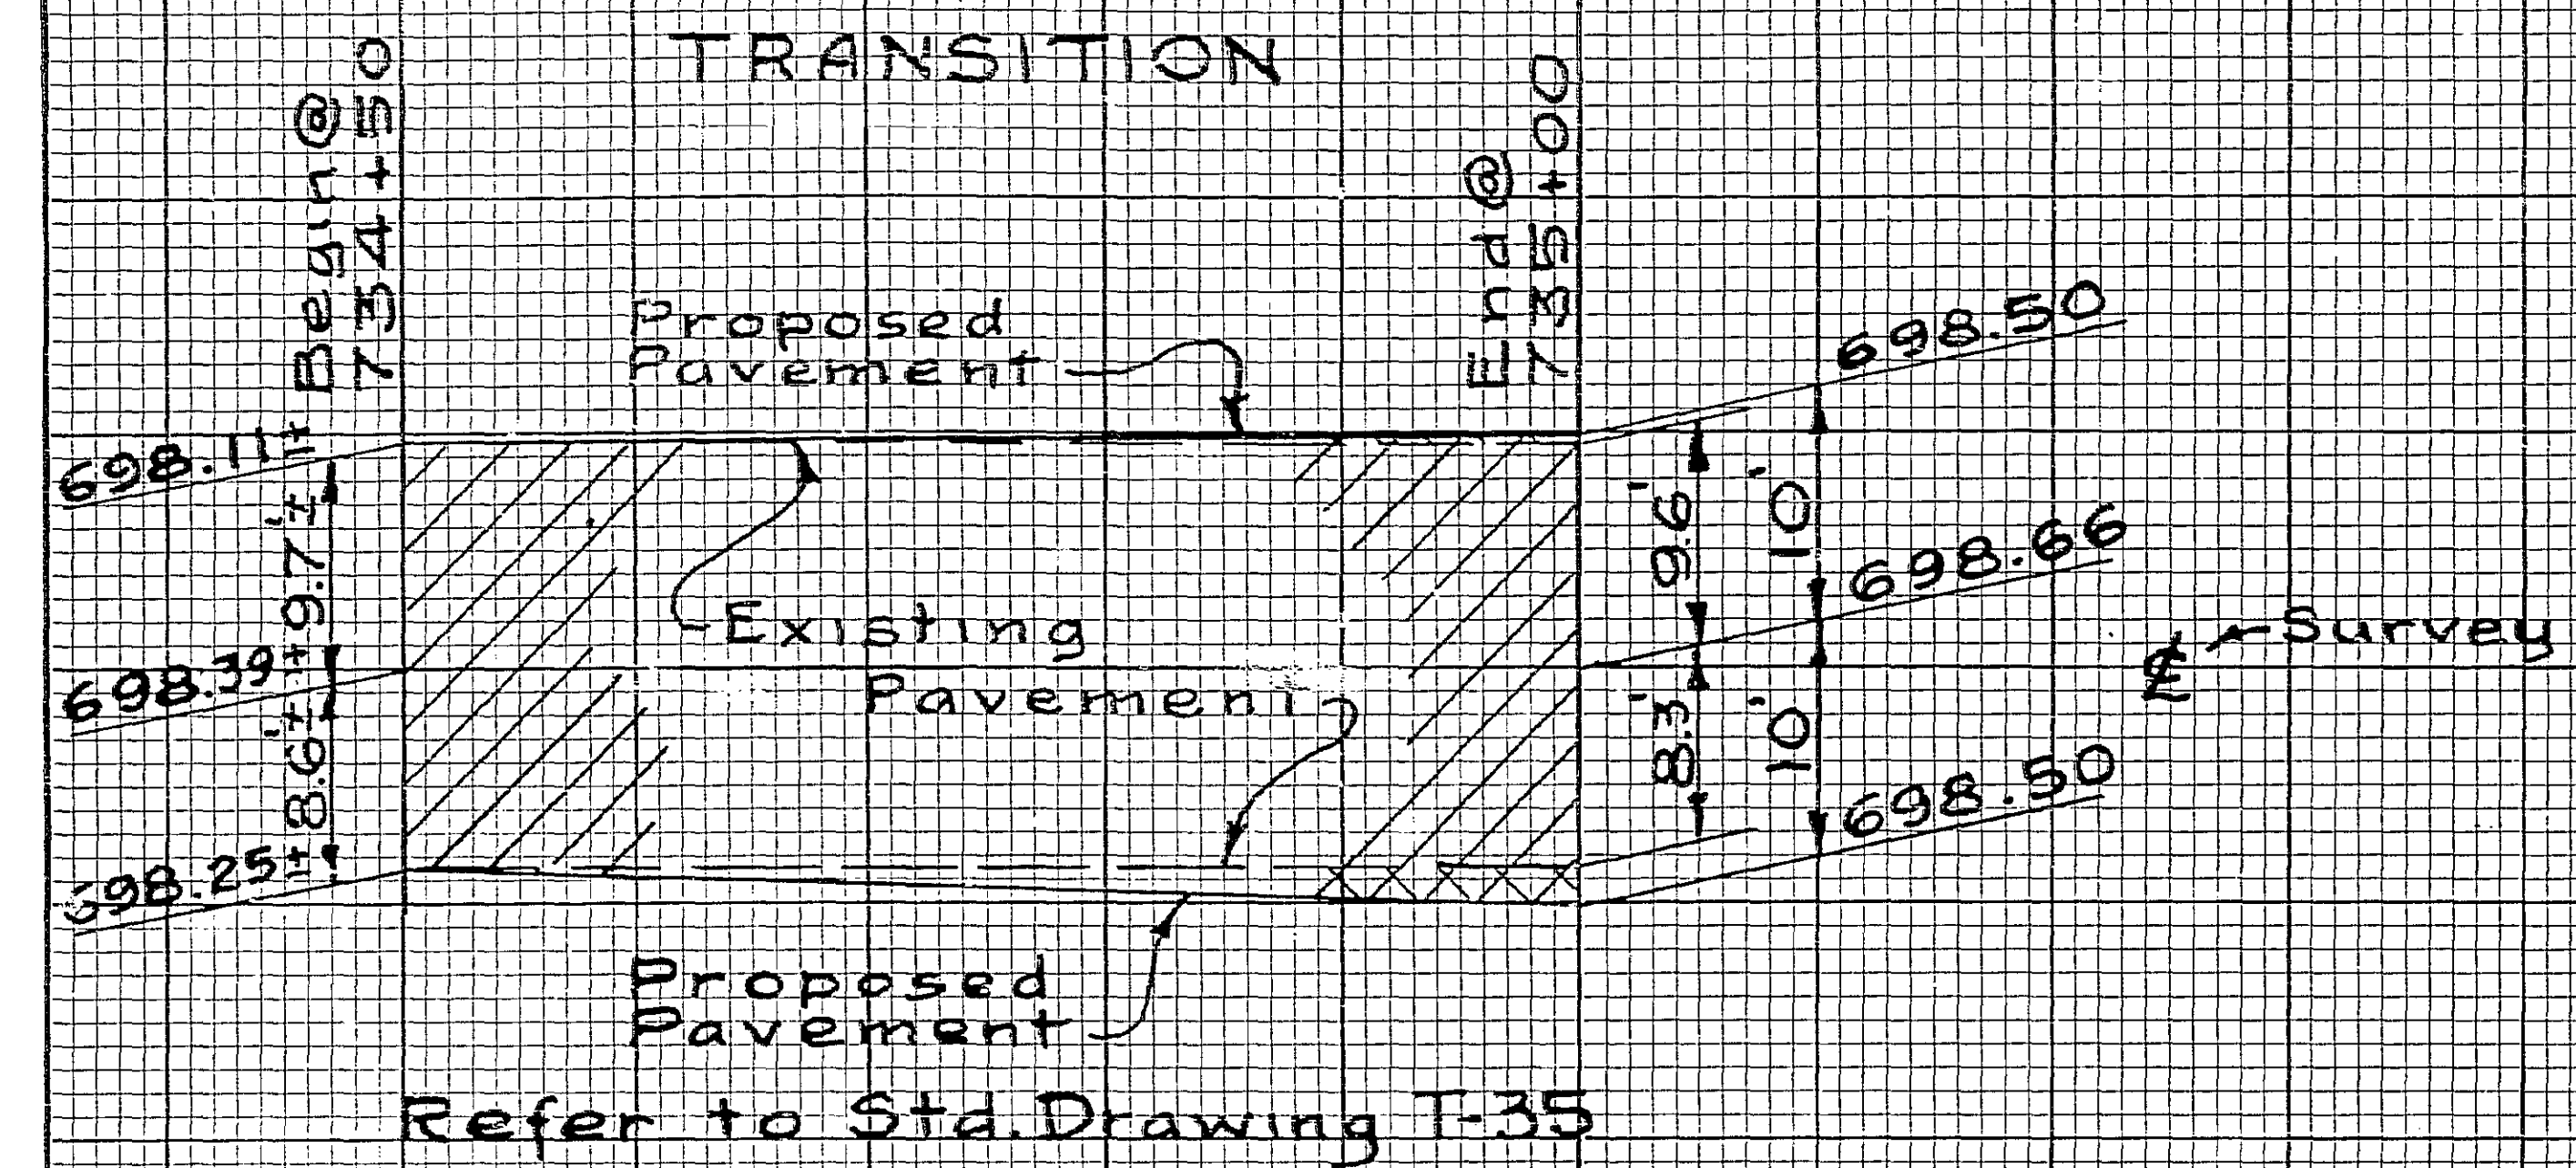 TRANSITION
Begin @
734+50
End @
735+00
Proposed
Pavement
698.50
698.11±
9.7'±
9.6'
10'
698.66
Existing
Pavement
℄ Survey
698.39±
8.6'±
8.3'
10'
698.50
698.25±
Proposed
Pavement
Refer to Std. Drawing T-35